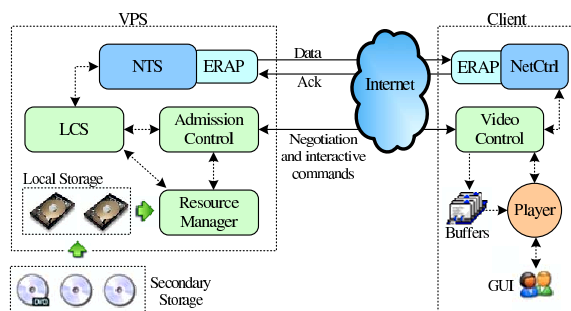 VPS
Client
NTS
ERAP
Data
Ack
Internet
ERAP
NetCtrl
LCS
Admission
Control
Negotiation
and interactive
commands
Video
Control
Local Storage
Resource
Manager
Buffers
Player
DVD
Secondary
Storage
GUI